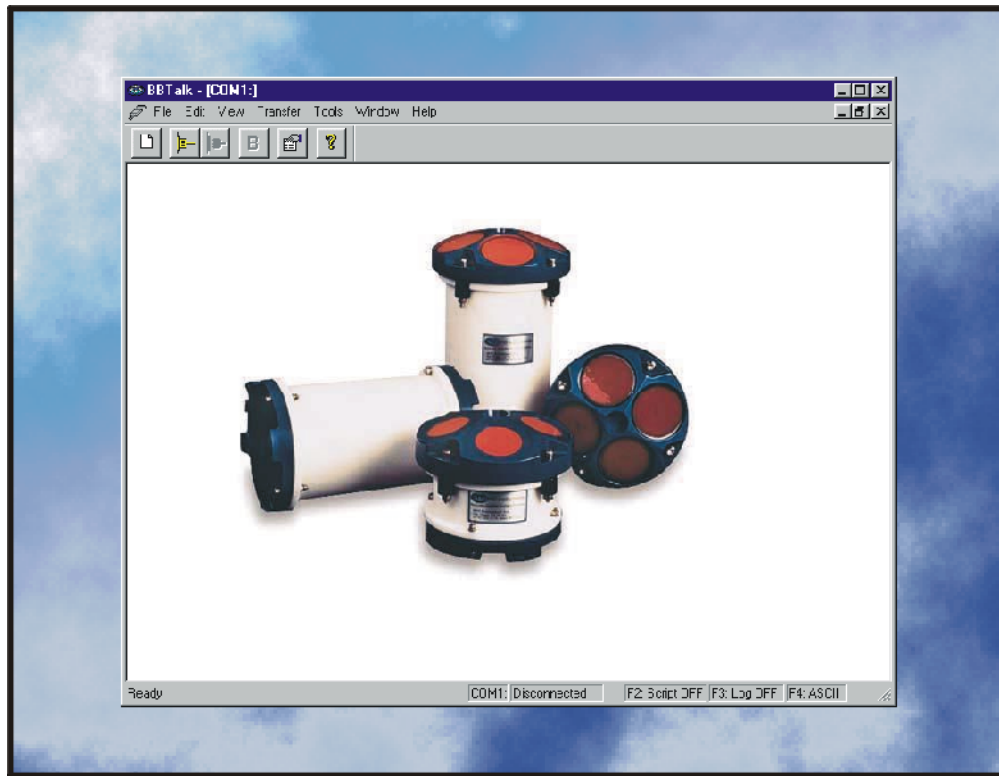 BBTalk - [COM1:]
File Edit View Transfer Tools Window Help
B
Ready COM1: Disconnected F2: Script OFF F3: Log OFF F4: ASCII